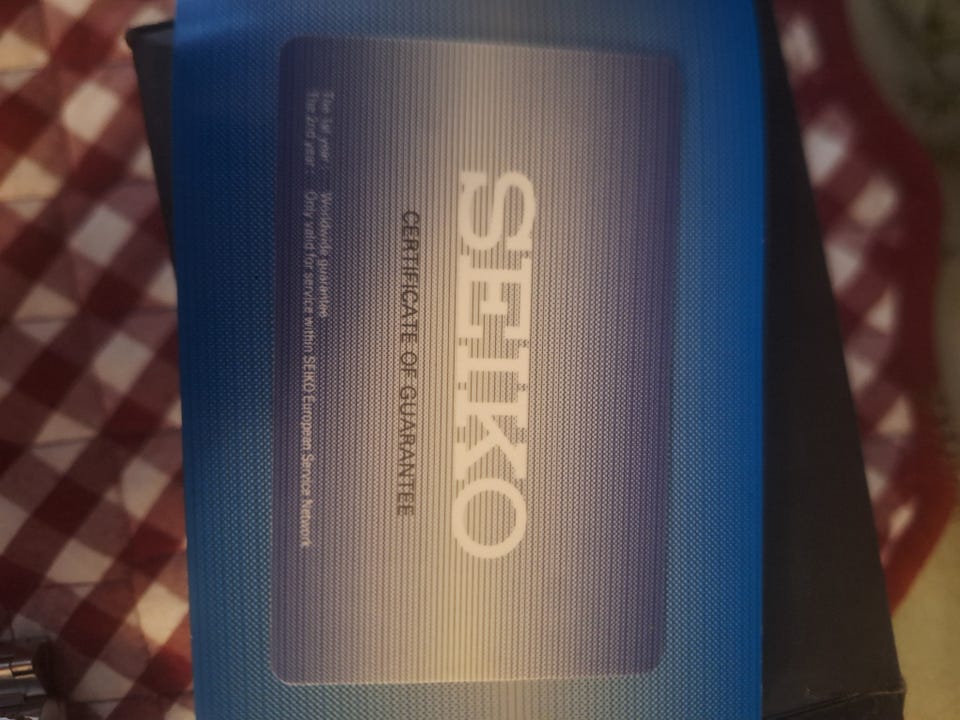 SEIKO
CERTIFICATE OF GUARANTEE
The 1st year : Worldwide guarantee
The 2nd year : Only valid for service within SEIKO European Service Network